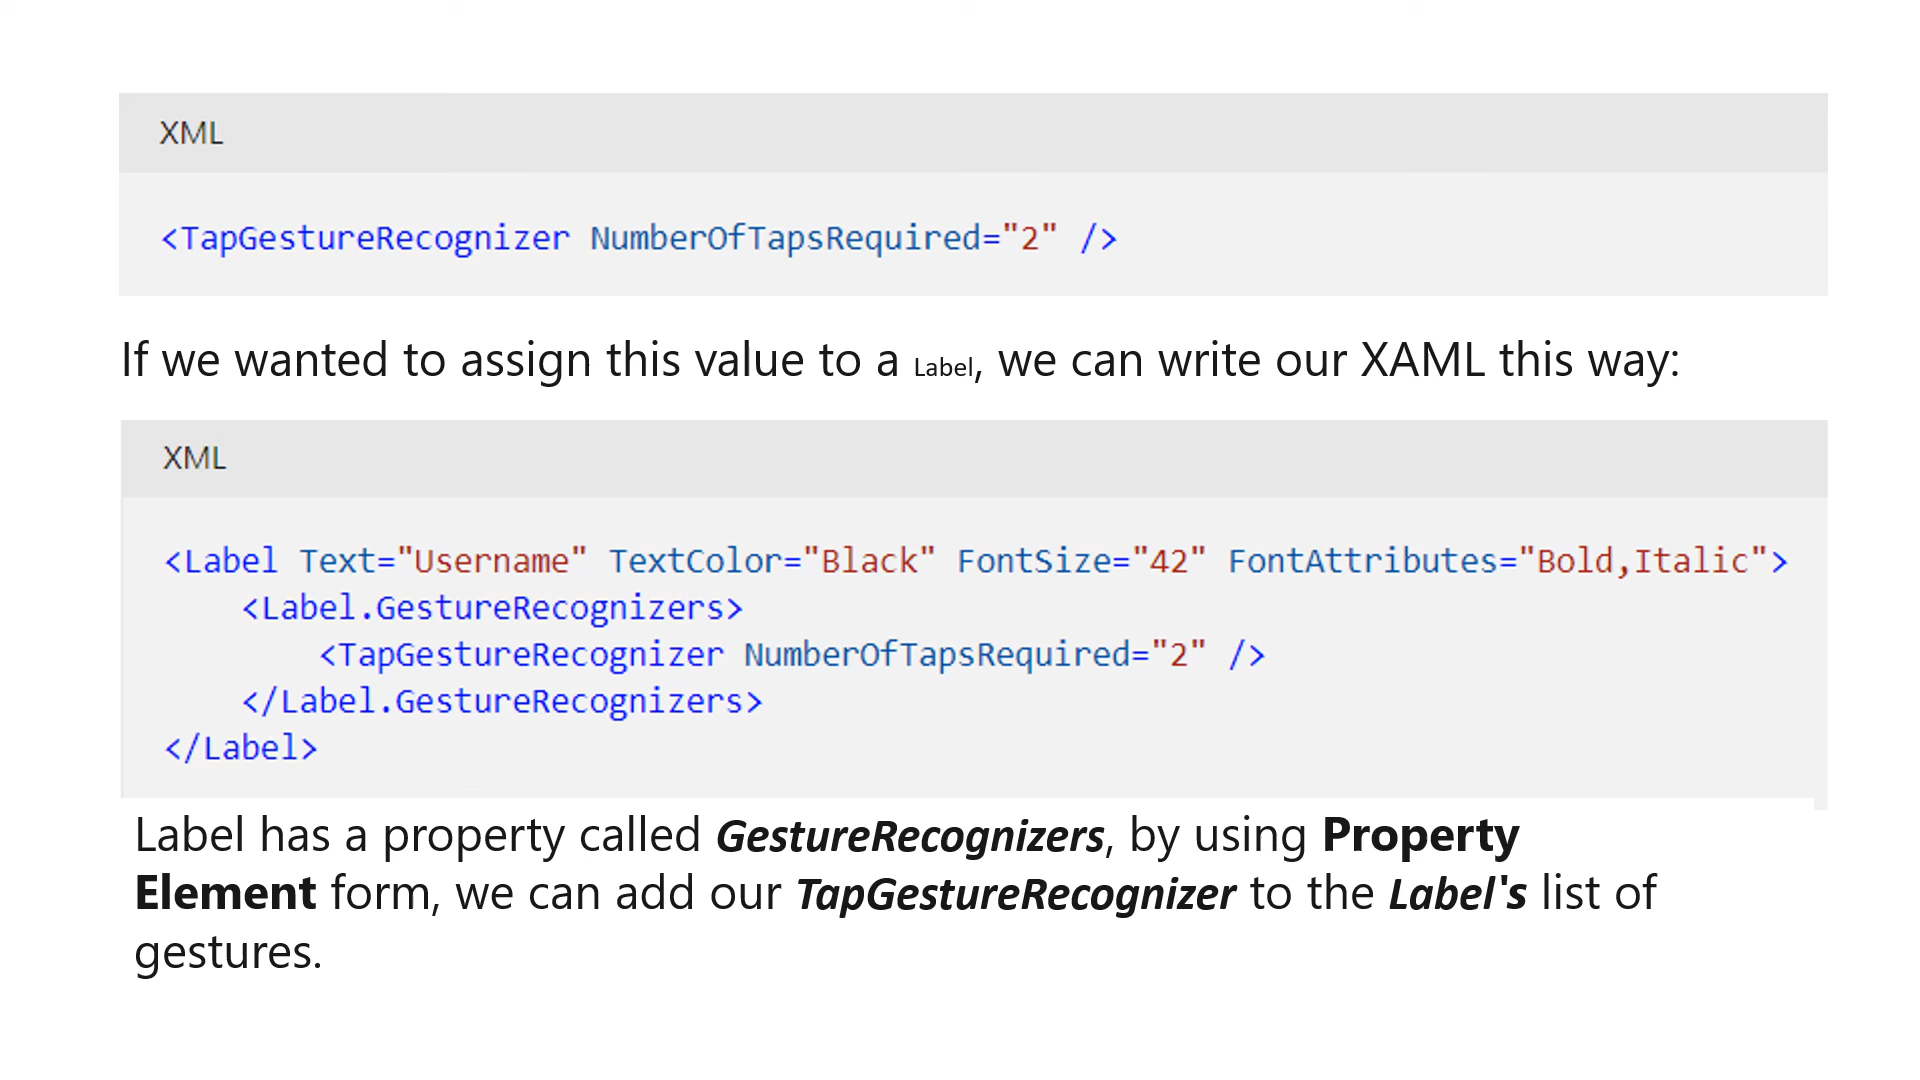 XML
<TapGestureRecognizer NumberOfTapsRequired="2" />
If we wanted to assign this value to a Label, we can write our XAML this way:
XML
<Label Text="Username" TextColor="Black" FontSize="42" FontAttributes="Bold,Italic">
    <Label.GestureRecognizers>
        <TapGestureRecognizer NumberOfTapsRequired="2" />
    </Label.GestureRecognizers>
</Label>
Label has a property called GestureRecognizers, by using Property
Element form, we can add our TapGestureRecognizer to the Label's list of
gestures.